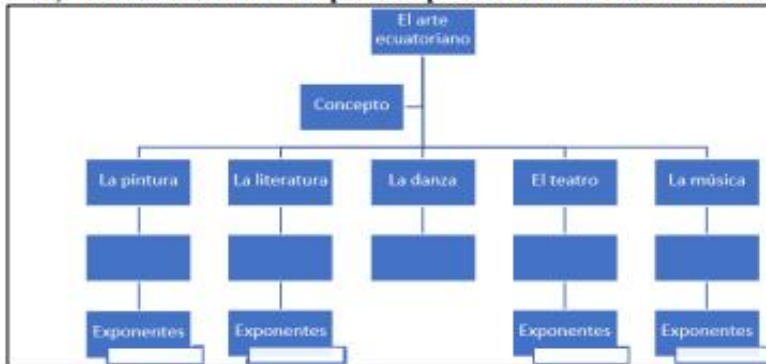 El arte
ecuatoriano
Concepto
La pintura
La literatura
La danza
El teatro
La música
Exponentes
Exponentes
Exponentes
Exponentes